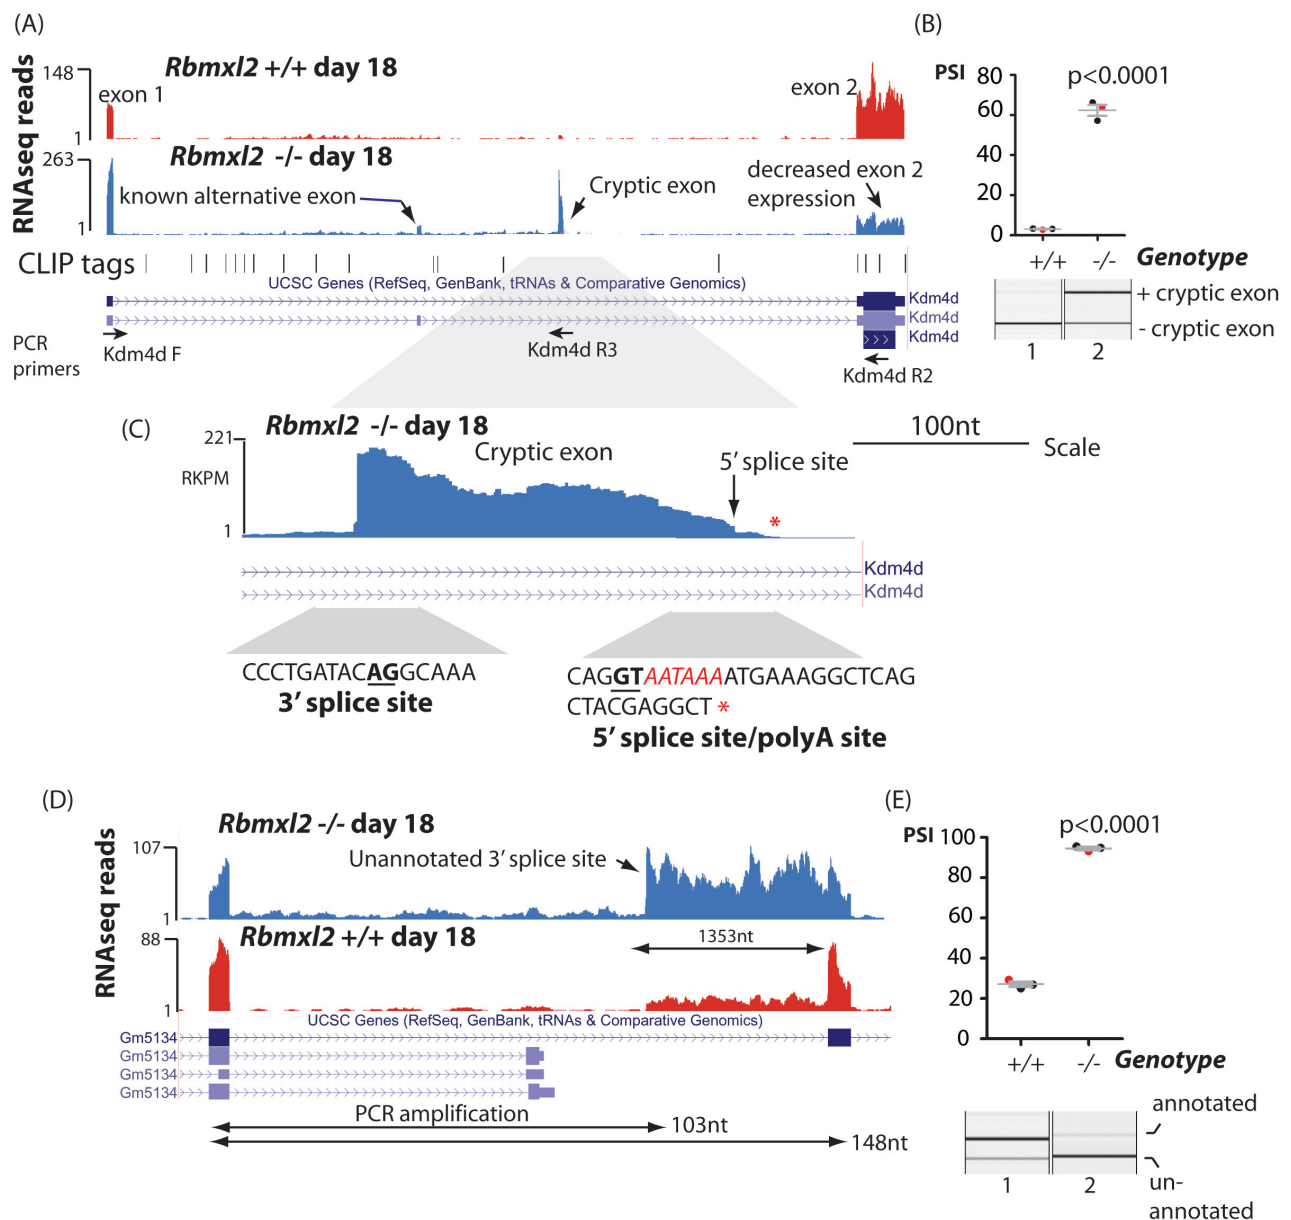 (A)
RNAseq reads
148
1
Rbmxl2 +/+ day 18
exon 1
exon 2
263
1
Rbmxl2 -/- day 18
known alternative exon
Cryptic exon
decreased exon 2
expression
CLIP tags
UCSC Genes (RefSeq, GenBank, tRNAs & Comparative Genomics)
Kdm4d
Kdm4d
Kdm4d
PCR
primers
Kdm4d F
Kdm4d R3
Kdm4d R2
(B)
PSI
p<0.0001
80
60
40
20
0
+/+ -/- Genotype
+ cryptic exon
- cryptic exon
1 2
(C)
Rbmxl2 -/- day 18
221
RKPM
1
Cryptic exon
5' splice site
*
100nt
Scale
Kdm4d
Kdm4d
CCCTGATACAGGCAAA
3' splice site
CAGGTAATAAAATGAAAGGCTCAG
CTACGAGGCT *
5' splice site/polyA site
(D)
RNAseq reads
Rbmxl2 -/- day 18
107
1
Unannotated 3' splice site
Rbmxl2 +/+ day 18
88
1
1353nt
UCSC Genes (RefSeq, GenBank, tRNAs & Comparative Genomics)
Gm5134
Gm5134
Gm5134
Gm5134
PCR amplification
103nt
148nt
(E)
PSI
p<0.0001
100
80
60
40
20
0
+/+ -/- Genotype
annotated
un-
annotated
1 2